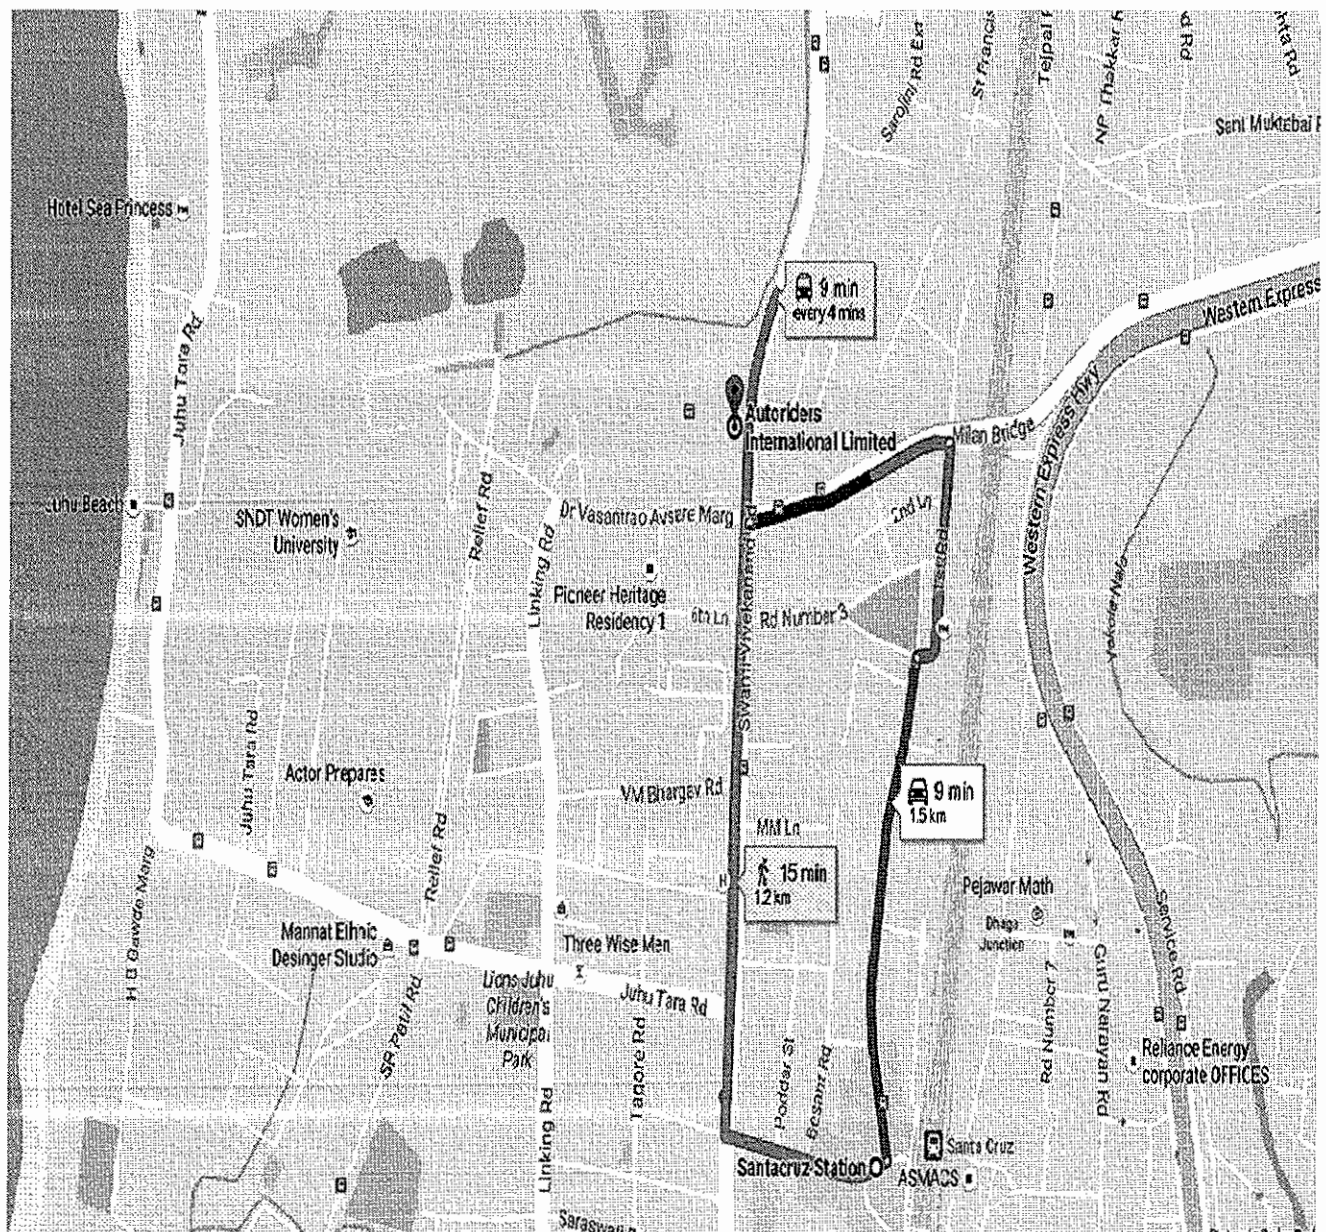 Sarojini Rd Ext
St Francis
Tejpal R
NP Thakkar R
d Rd
nta Rd
Sant Muktabai R
Hotel Sea Princess
9 min
every 4 mins
Western Express
Juhu Tara Rd
Western Express Hwy
Autoriders
International Limited
Milan Bridge
Juhu Beach
SNDT Women's
University
Relief Rd
Linking Rd
Dr Vasantrao Avsare Marg
2nd Ln
Pioneer Heritage
Residency 1
6th Ln
Rd Number 3
Swami Vivekanand Rd
Yakola Nala
Juhu Tara Rd
Actor Prepares
VM Bhargav Rd
9 min
1.5 km
MM Ln
15 min
1.2 km
Relief Rd
H D Gawde Marg
Pejawar Math
Dhaga
Junction
Service Rd
Mannat Ethnic
Desinger Studio
Three Wise Men
Lions Juhu
Children's
Municipal
Park
Juhu Tara Rd
SR Patil Rd
Tagore Rd
Poddar St
Besant Rd
Rd Number 7
Guru Narayan Rd
Reliance Energy
corporate OFFICES
Linking Rd
Santacruz Station
Santa Cruz
ASMACS